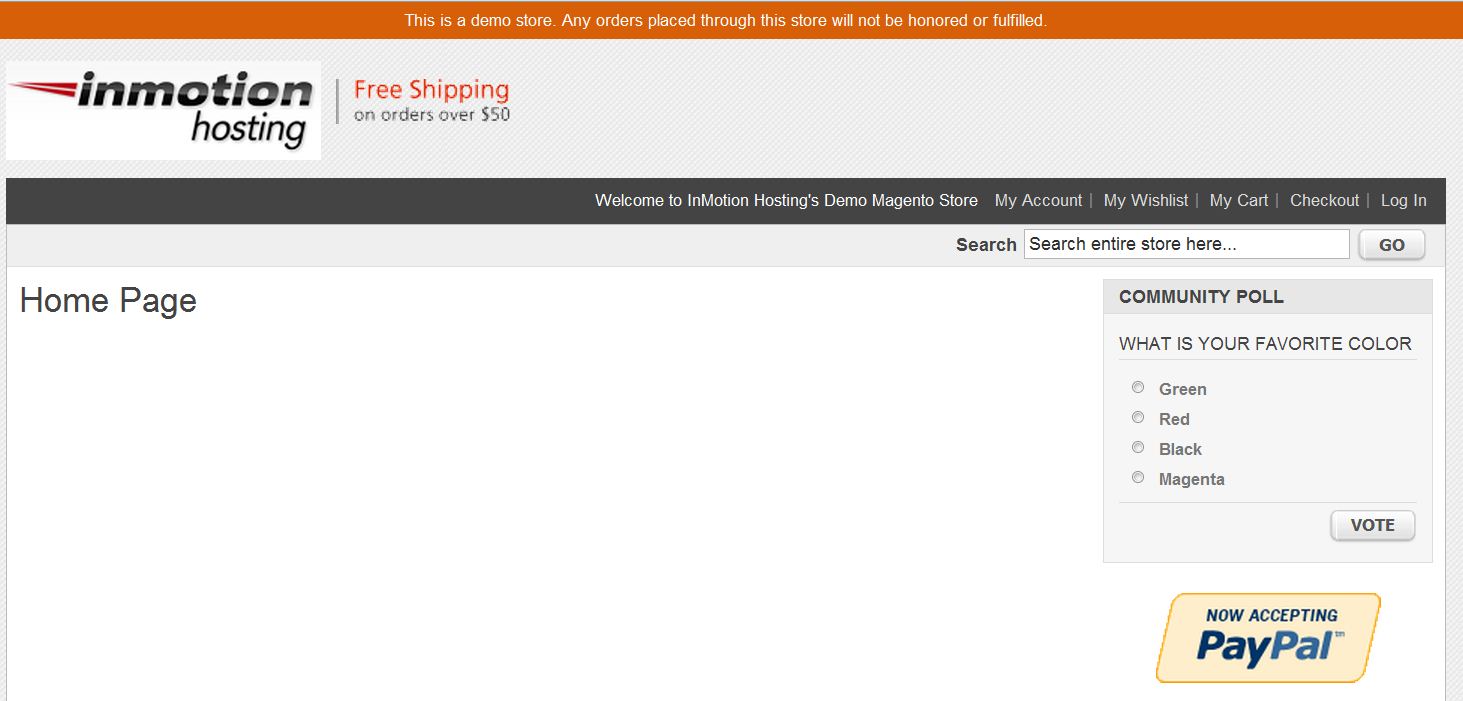 This is a demo store. Any orders placed through this store will not be honored or fulfilled.
inmotion
hosting
Free Shipping
on orders over $50
Welcome to InMotion Hosting's Demo Magento Store My Account | My Wishlist | My Cart | Checkout | Log In
Search Search entire store here... GO
Home Page
COMMUNITY POLL
WHAT IS YOUR FAVORITE COLOR
Green
Red
Black
Magenta
VOTE
NOW ACCEPTING
PayPal™